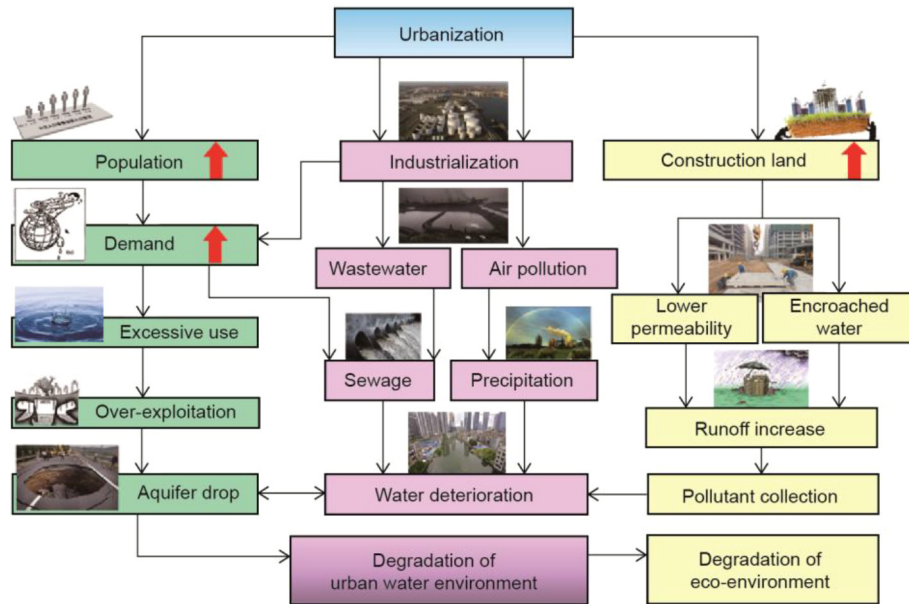 Urbanization
Population
Industrialization
Construction land
Demand
Wastewater
Air pollution
Lower
permeability
Encroached
water
Excessive use
Sewage
Precipitation
Over-exploitation
Runoff increase
Aquifer drop
Water deterioration
Pollutant collection
Degradation of
urban water environment
Degradation of
eco-environment